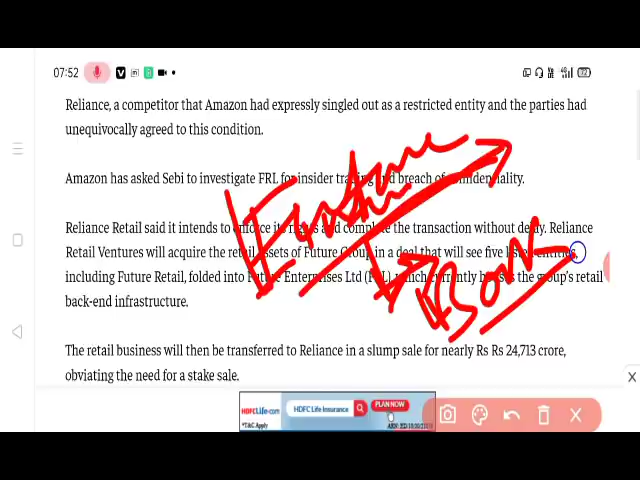 07:52
72
Reliance, a competitor that Amazon had expressly singled out as a restricted entity and the parties had
unequivocally agreed to this condition.
Amazon has asked Sebi to investigate FRL for insider trading and breach of confidentiality.
Reliance Retail said it intends to enforce its rights and complete the transaction without delay. Reliance
Retail Ventures will acquire the retail assets of Future Group in a deal that will see five listed entities,
including Future Retail, folded into Future Enterprises Ltd (FEL) which currently houses the group's retail
back-end infrastructure.
Future
Bank
The retail business will then be transferred to Reliance in a slump sale for nearly Rs Rs 24,713 crore,
obviating the need for a stake sale.
HDFCLife.com
HDFC Life Insurance
PLAN NOW
*T&C Apply